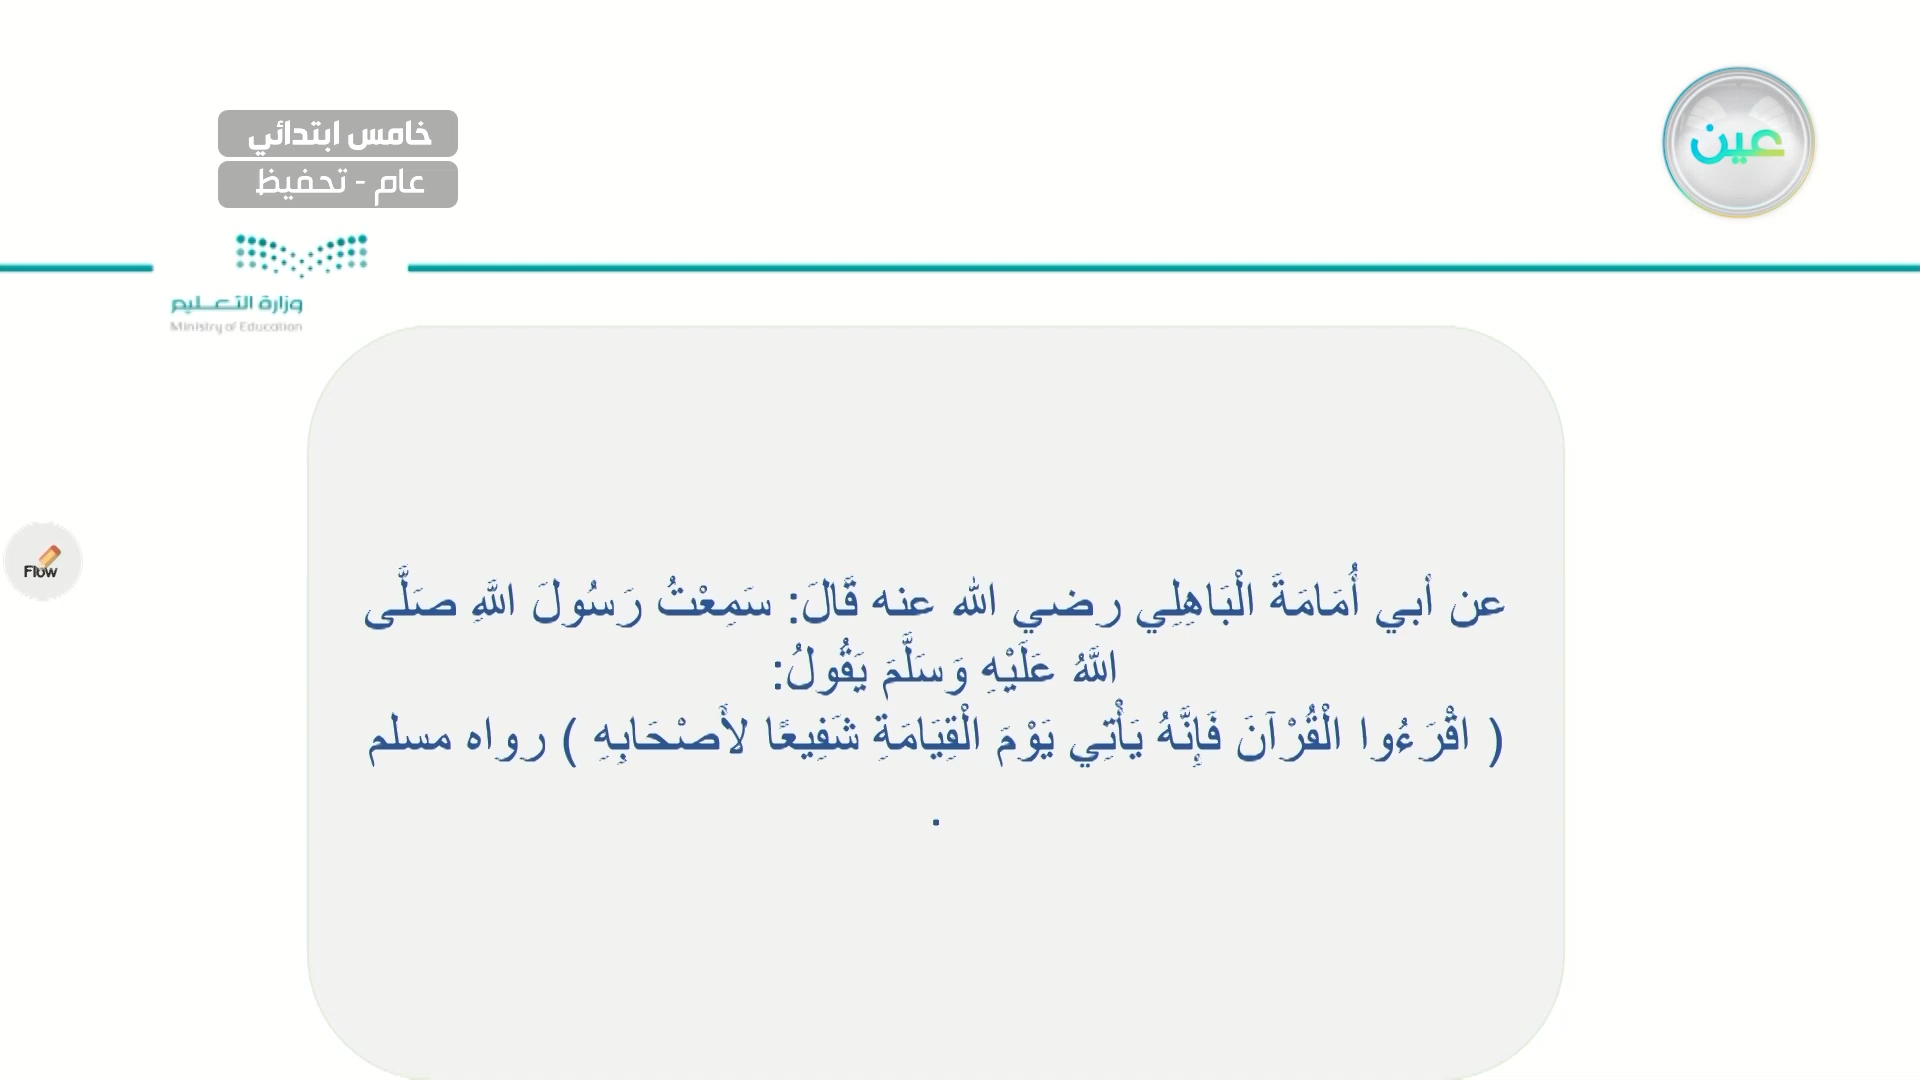 خامس ابتدائي
عام - تحفيظ
عين
وزارة التعليم
Ministry of Education
Flow
عن أبي أُمَامَةَ الْبَاهِلِي رضي الله عنه قَالَ: سَمِعْتُ رَسُولَ اللَّهِ صَلَّى
اللَّهُ عَلَيْهِ وَسَلَّمَ يَقُولُ:
( اقْرَءُوا الْقُرْآنَ فَإِنَّهُ يَأْتِي يَوْمَ الْقِيَامَةِ شَفِيعًا لأَصْحَابِهِ ) رواه مسلم
.